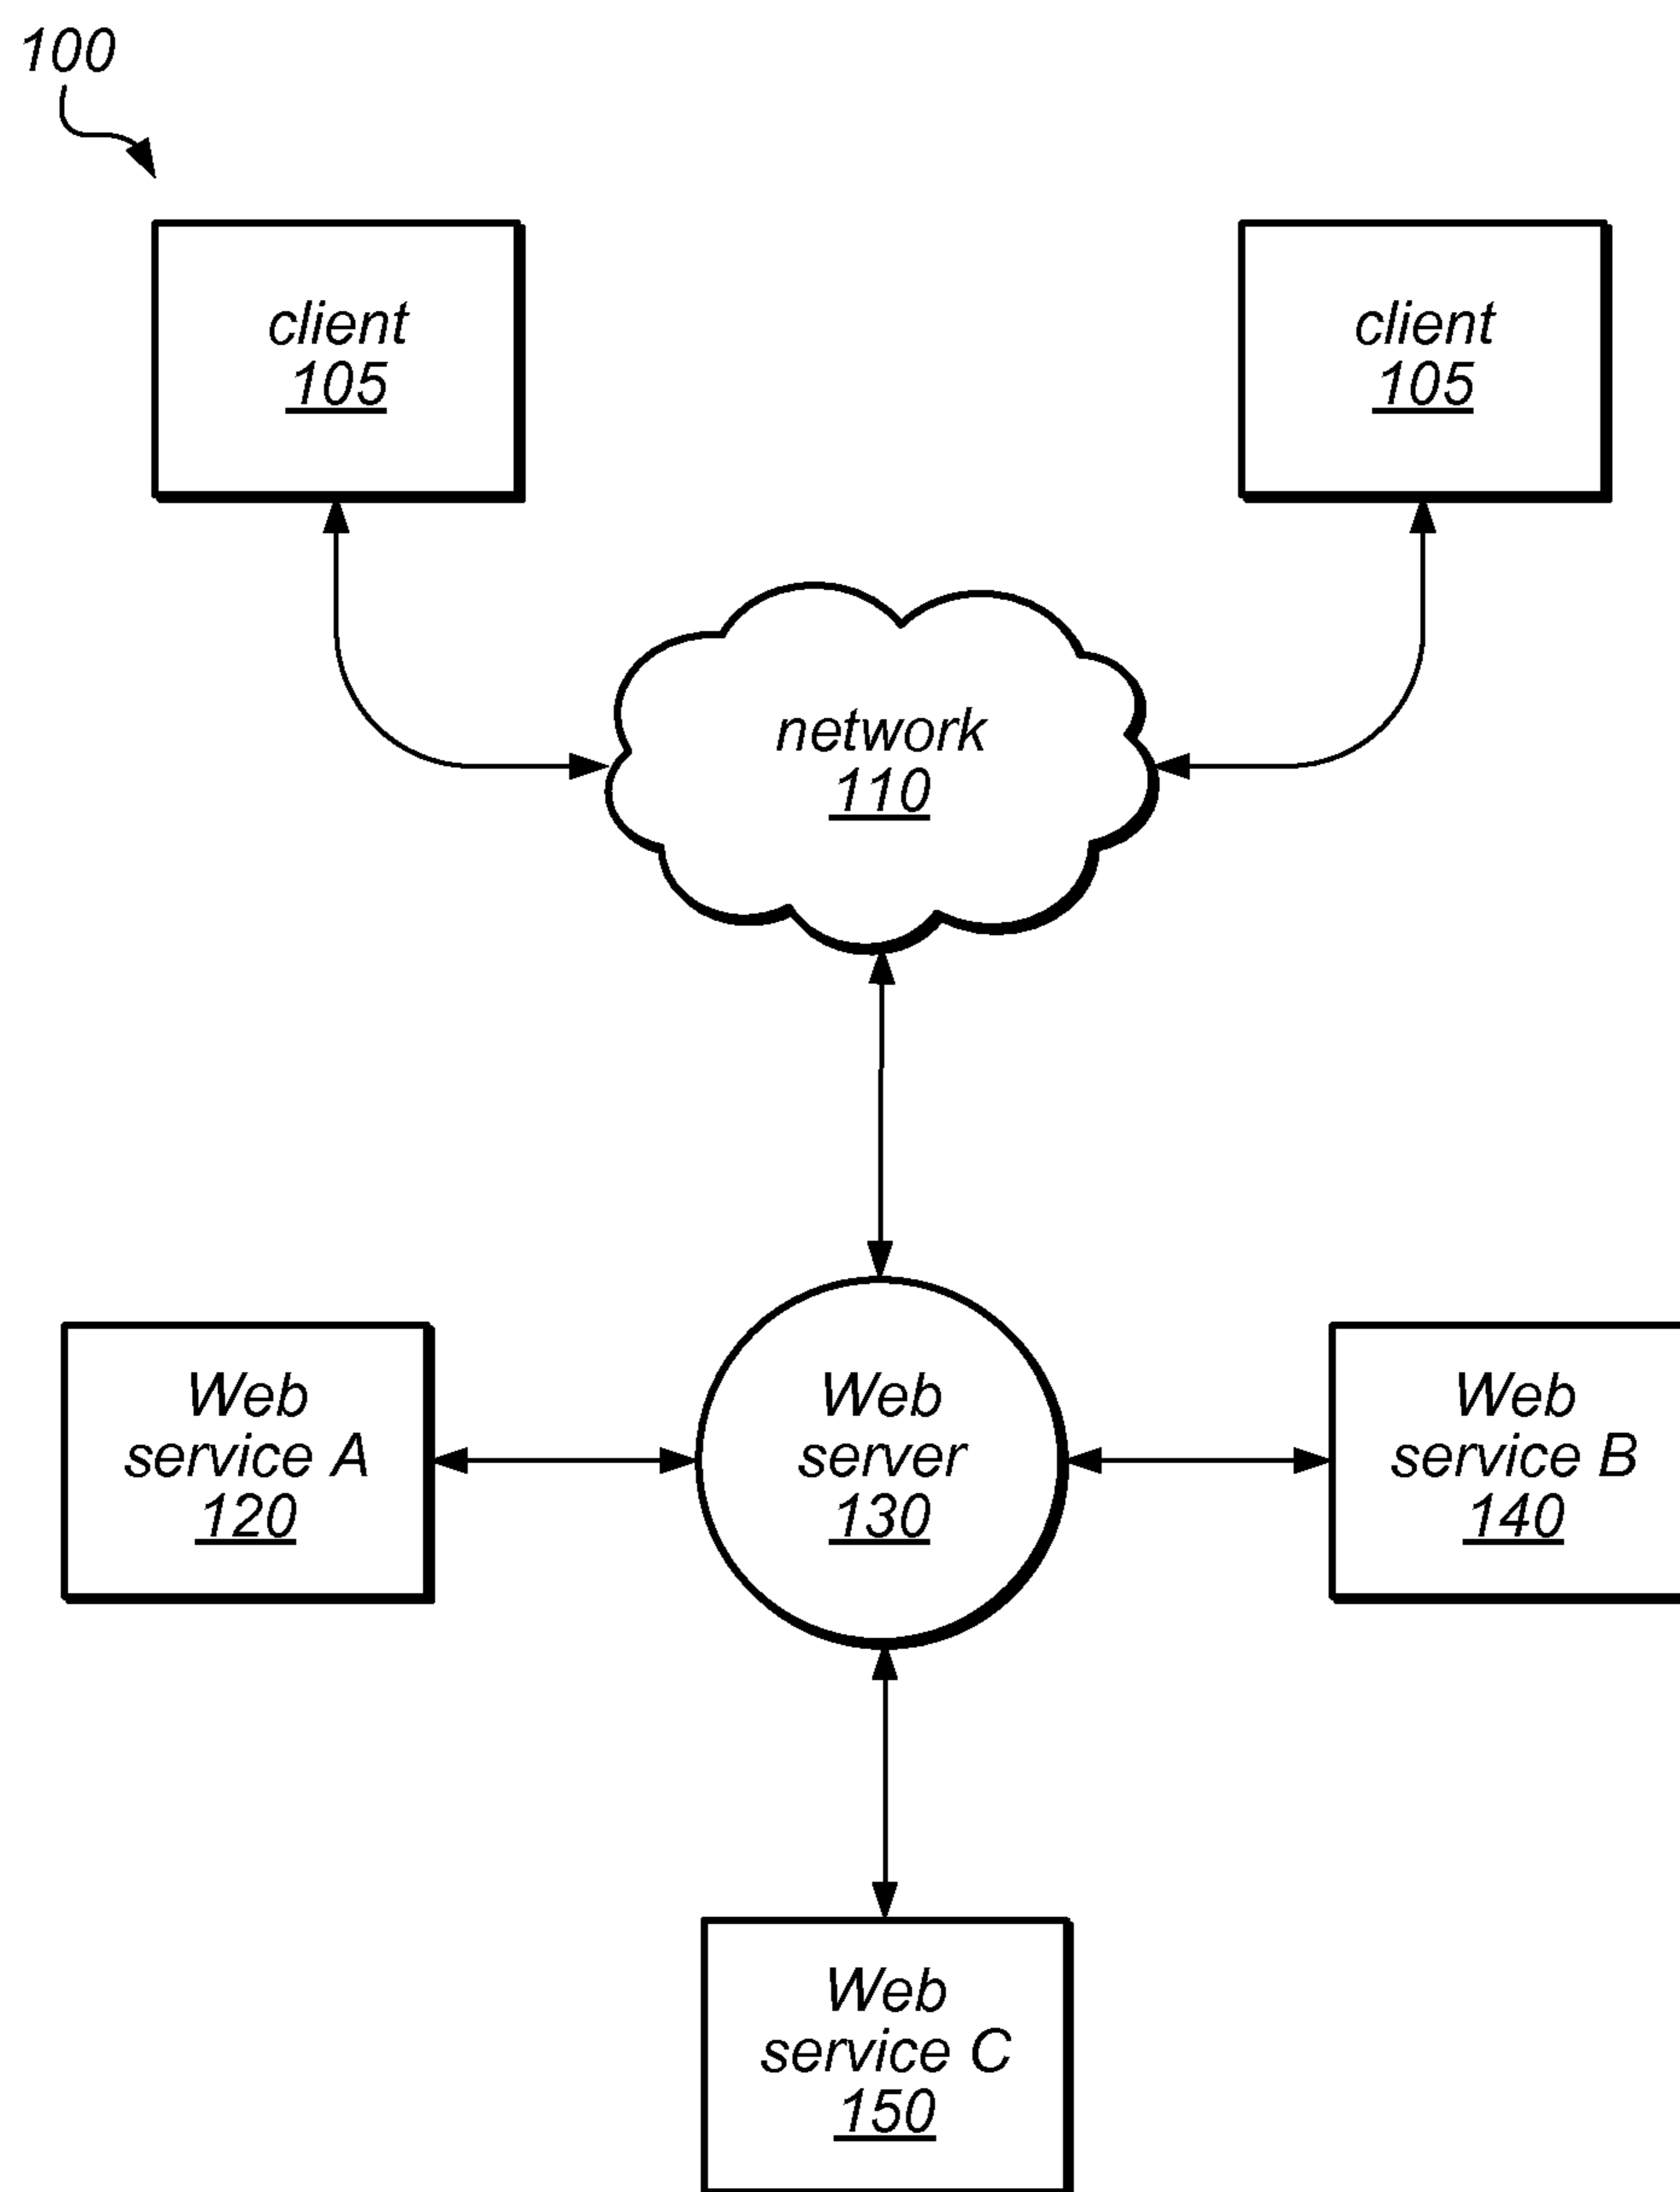 100
client
105
client
105
network
110
Web
service A
120
Web
server
130
Web
service B
140
Web
service C
150